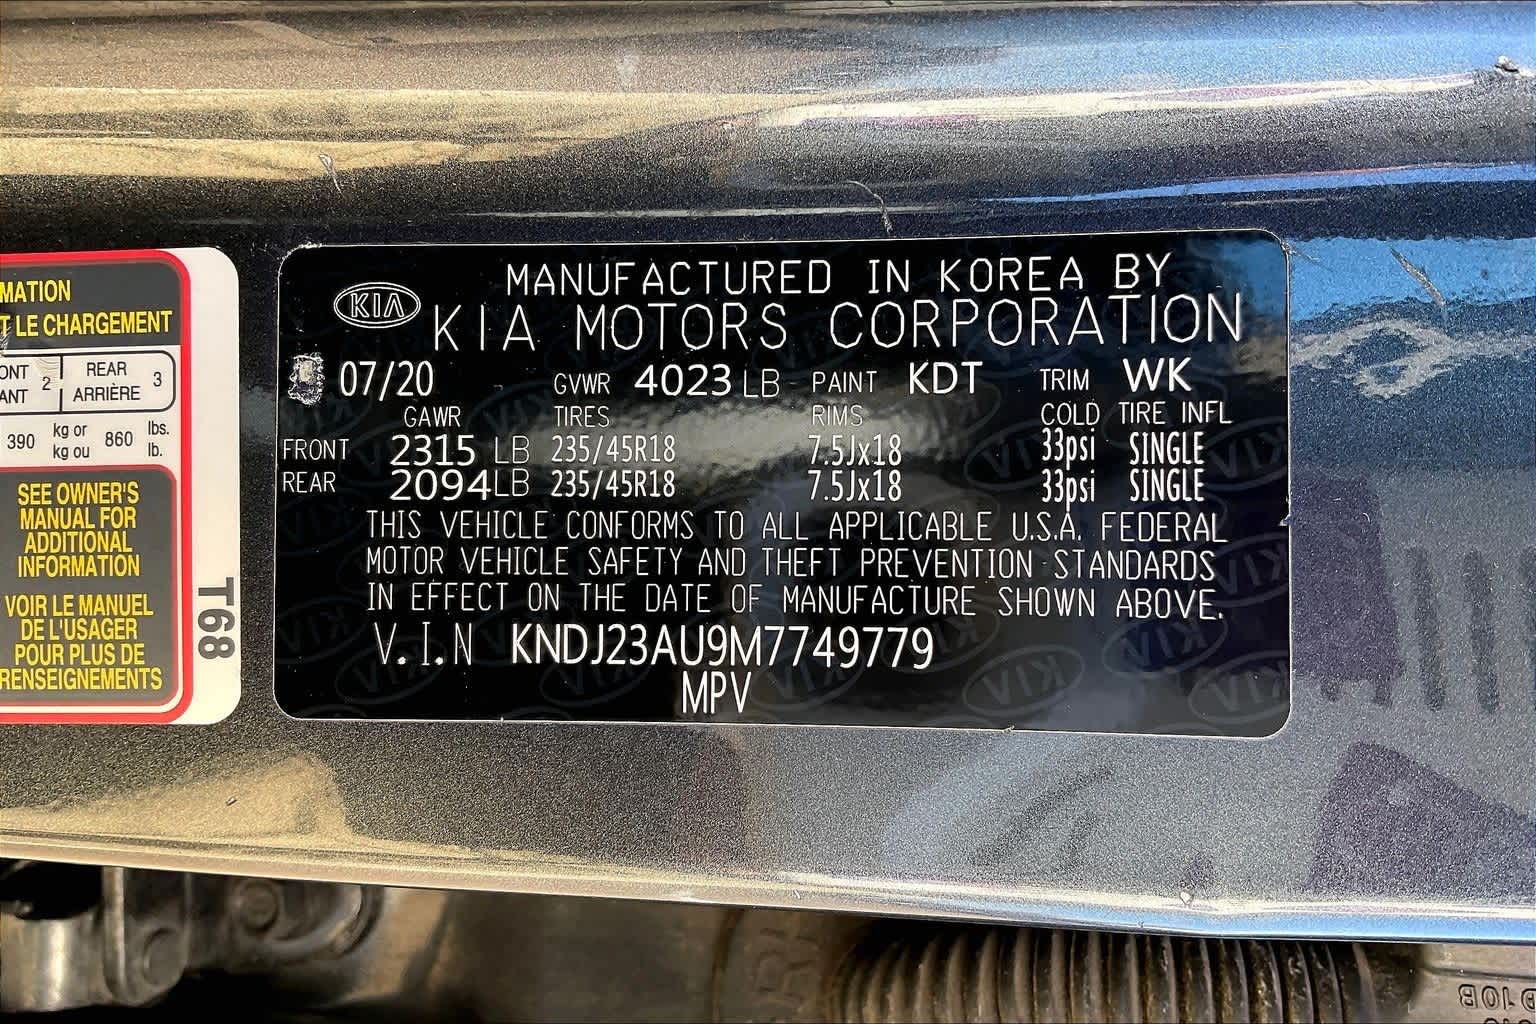 MATION
T LE CHARGEMENT
ONT 2 REAR 3
ANT ARRIÈRE
390 kg or 860 lbs.
kg ou lb.
SEE OWNER'S
MANUAL FOR
ADDITIONAL
INFORMATION
VOIR LE MANUEL
DE L'USAGER
POUR PLUS DE
RENSEIGNEMENTS
T68
MANUFACTURED IN KOREA BY
KIA KIA MOTORS CORPORATION
07/20 GVWR 4023 LB PAINT KDT TRIM WK
GAWR TIRES RIMS COLD TIRE INFL
FRONT 2315 LB 235/45R18 7.5Jx18 33psi SINGLE
REAR 2094LB 235/45R18 7.5Jx18 33psi SINGLE
THIS VEHICLE CONFORMS TO ALL APPLICABLE U.S.A. FEDERAL
MOTOR VEHICLE SAFETY AND THEFT PREVENTION STANDARDS
IN EFFECT ON THE DATE OF MANUFACTURE SHOWN ABOVE.
V.I.N KNDJ23AU9M7749779
MPV